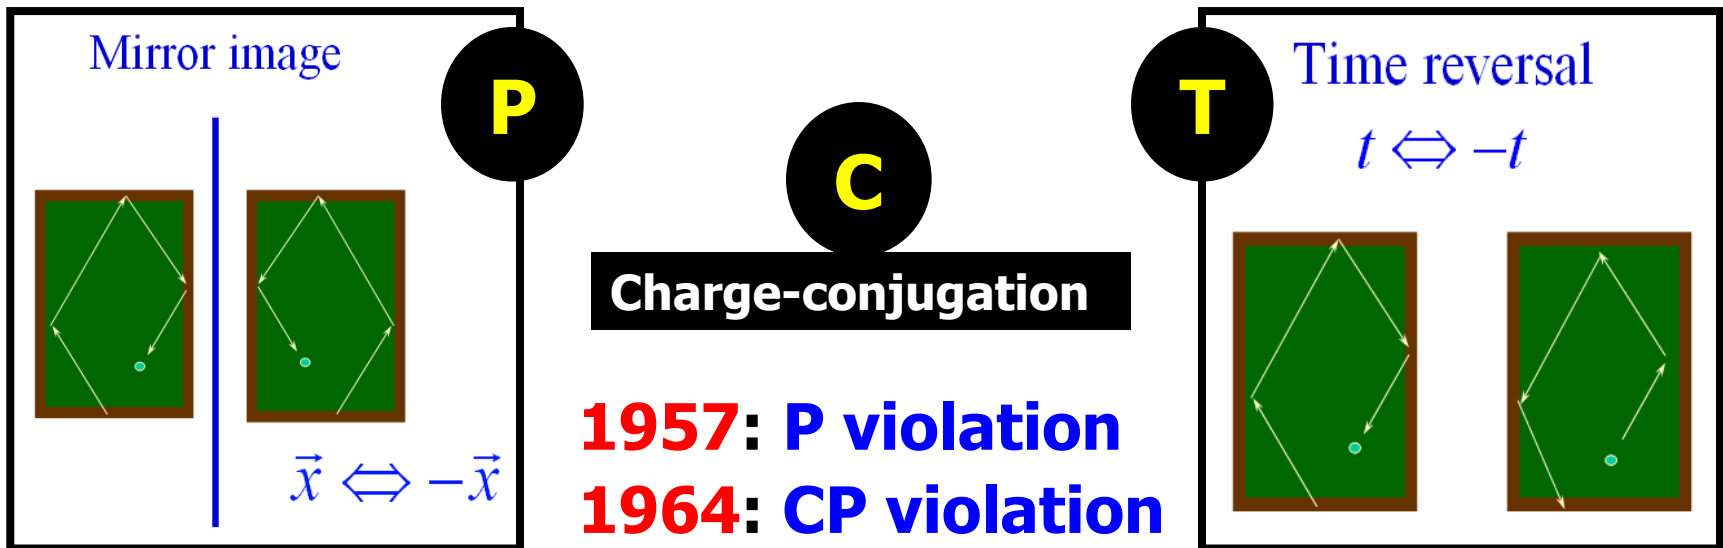 Mirror image
P
x⃗ ⇔ −x⃗
C
Charge-conjugation
1957: P violation
1964: CP violation
T
Time reversal
t ⇔ −t